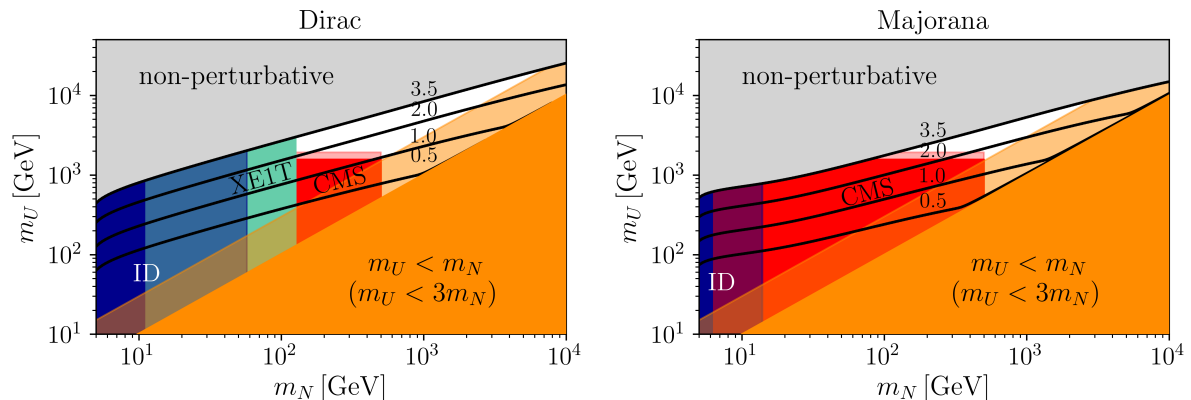 Dirac
non-perturbative
3.5
2.0
1.0
0.5
XE1T
CMS
ID
m_U < m_N
(m_U < 3m_N)
10^4
10^3
10^2
10^1
m_U [GeV]
10^1 10^2 10^3 10^4
m_N [GeV]
Majorana
non-perturbative
3.5
2.0
1.0
0.5
CMS
ID
m_U < m_N
(m_U < 3m_N)
10^4
10^3
10^2
10^1
m_U [GeV]
10^1 10^2 10^3 10^4
m_N [GeV]